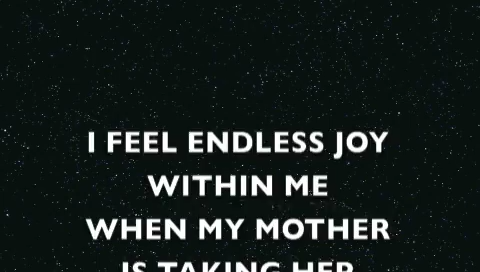 I FEEL ENDLESS JOY
WITHIN ME
WHEN MY MOTHER
IS TAKING HER